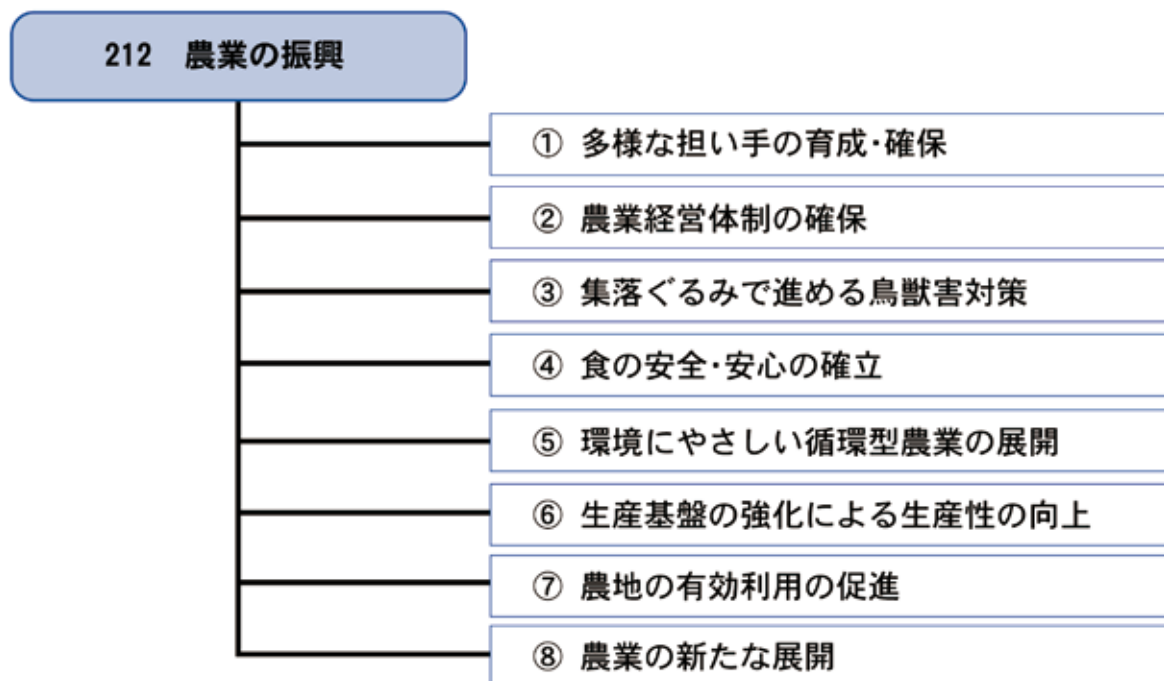 212 農業の振興
① 多様な担い手の育成・確保
② 農業経営体制の確保
③ 集落ぐるみで進める鳥獣害対策
④ 食の安全・安心の確立
⑤ 環境にやさしい循環型農業の展開
⑥ 生産基盤の強化による生産性の向上
⑦ 農地の有効利用の促進
⑧ 農業の新たな展開